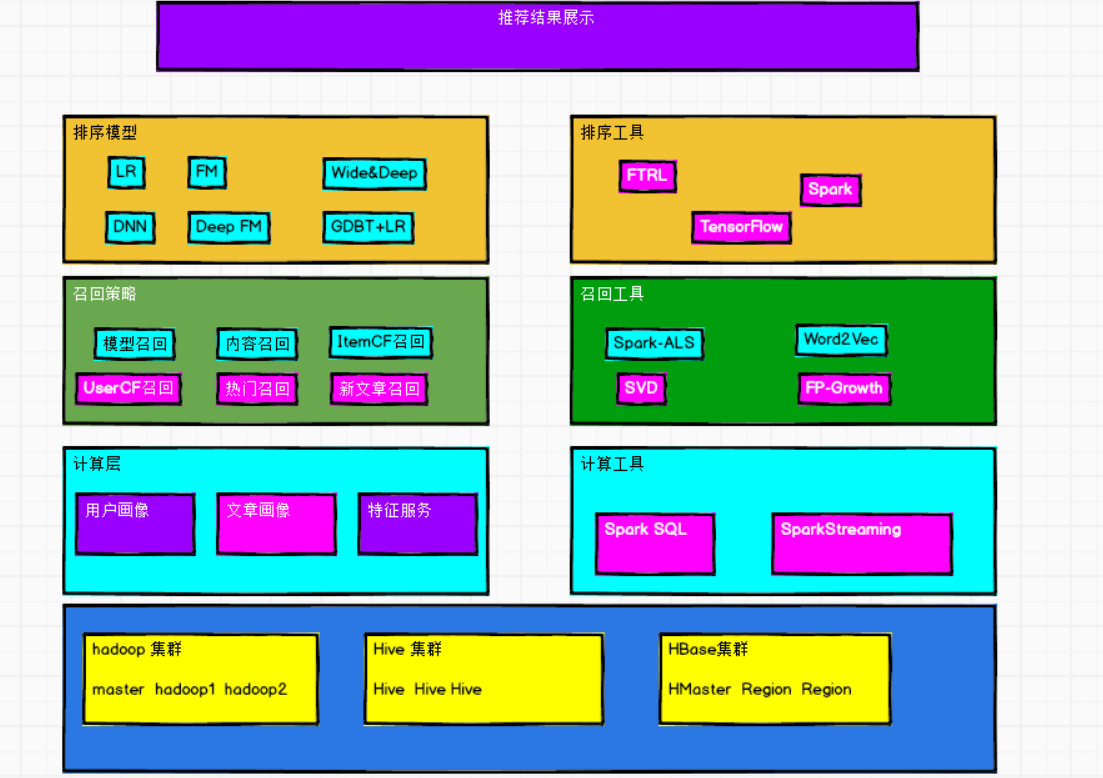 推荐结果展示
排序模型
LR
FM
Wide&Deep
DNN
Deep FM
GDBT+LR
排序工具
FTRL
Spark
TensorFlow
召回策略
模型召回
内容召回
ItemCF召回
UserCF召回
热门召回
新文章召回
召回工具
Spark-ALS
Word2Vec
SVD
FP-Growth
计算层
用户画像
文章画像
特征服务
计算工具
Spark SQL
SparkStreaming
hadoop 集群
master hadoop1 hadoop2
Hive 集群
Hive Hive Hive
HBase集群
HMaster Region Region